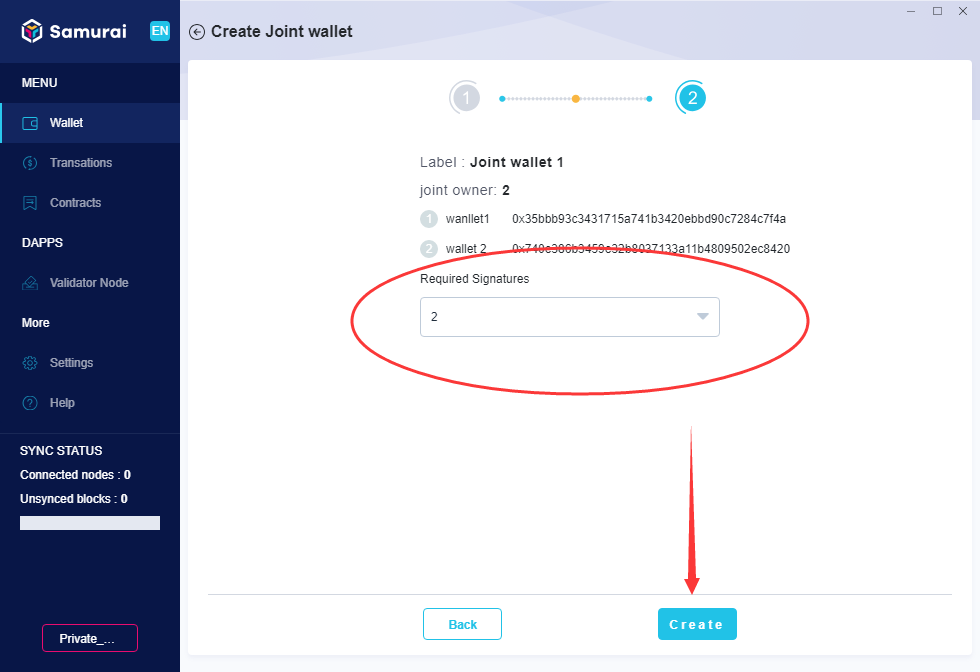 Samurai EN
MENU
Wallet
Transations
Contracts
DAPPS
Validator Node
More
Settings
Help
SYNC STATUS
Connected nodes : 0
Unsynced blocks : 0
Private_...
Create Joint wallet
1 2
Label : Joint wallet 1
joint owner: 2
1 wanllet1 0x35bbb93c3431715a741b3420ebbd90c7284c7f4a
2 wallet 2
Required Signatures
2
Back Create